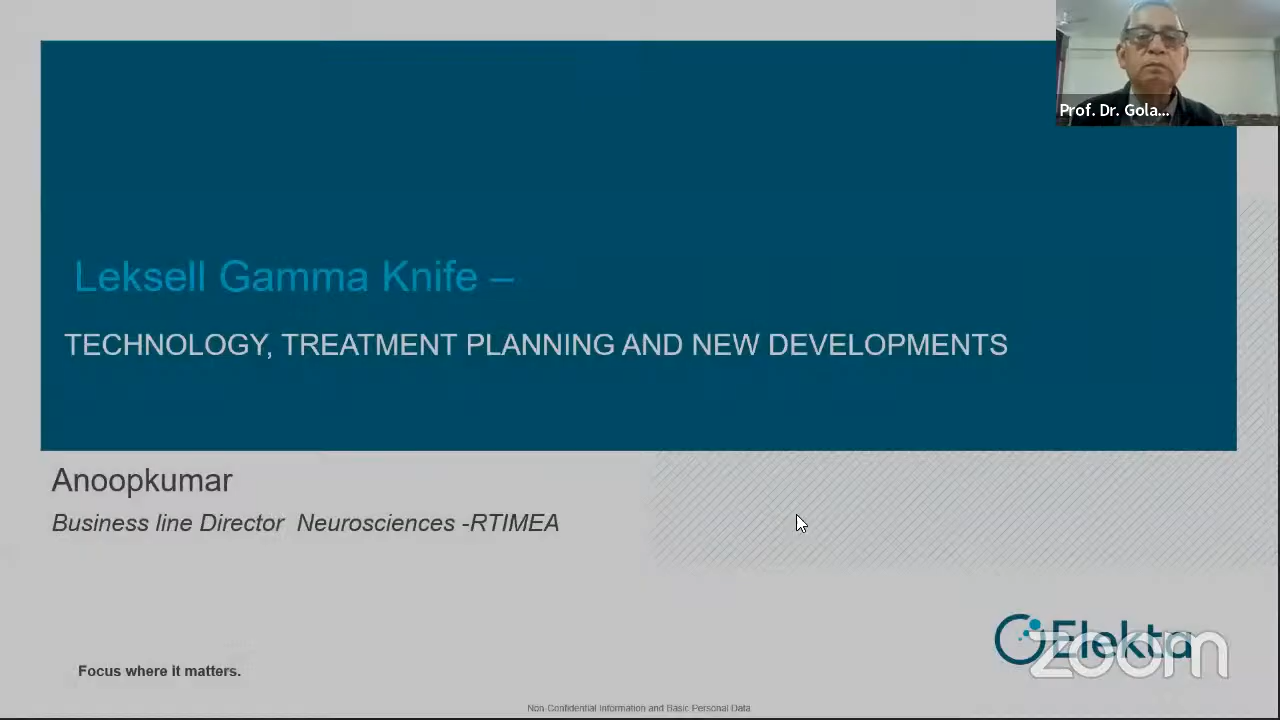 Prof. Dr. Gola...
Leksell Gamma Knife –
TECHNOLOGY, TREATMENT PLANNING AND NEW DEVELOPMENTS
Anoopkumar
Business line Director Neurosciences -RTIMEA
Elekta
zoom
Focus where it matters.
Non-Confidential Information and Basic Personal Data